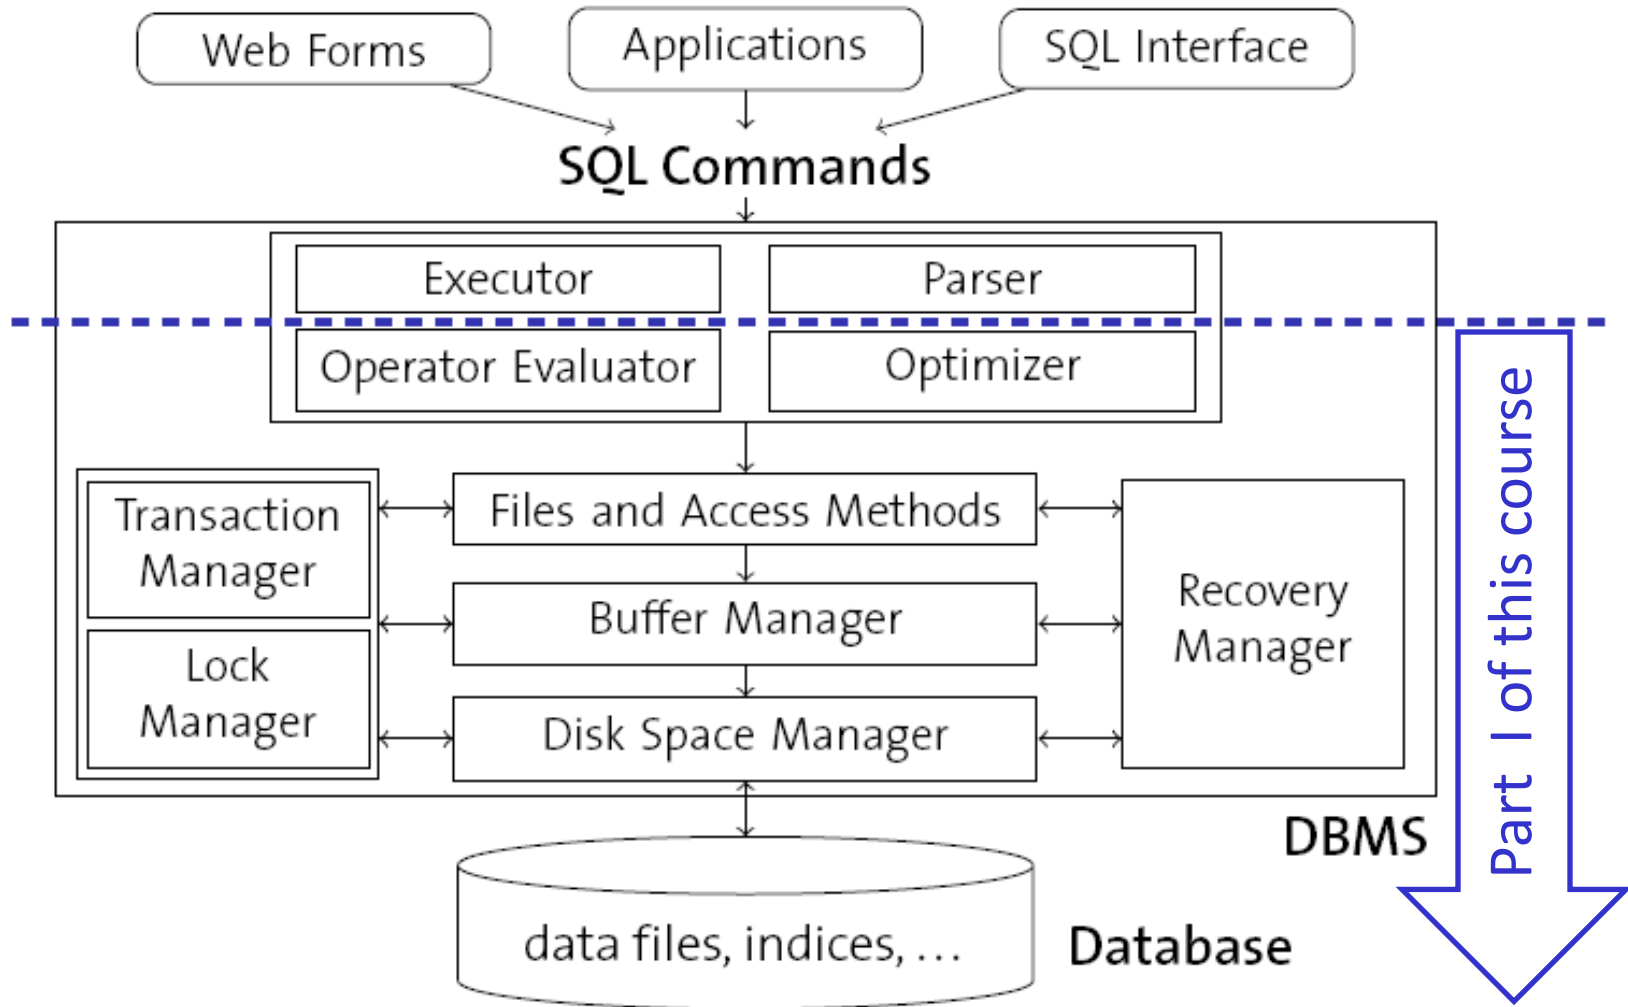 Web Forms
Applications
SQL Interface
SQL Commands
Executor
Parser
Operator Evaluator
Optimizer
Transaction
Manager
Lock
Manager
Files and Access Methods
Buffer Manager
Disk Space Manager
Recovery
Manager
DBMS
data files, indices, ...
Database
Part I of this course